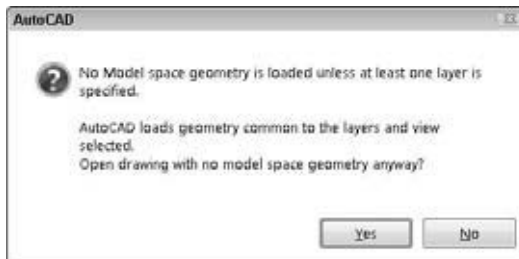 AutoCAD
No Model space geometry is loaded unless at least one layer is
specified.
AutoCAD loads geometry common to the layers and view
selected.
Open drawing with no model space geometry anyway?
Yes
No